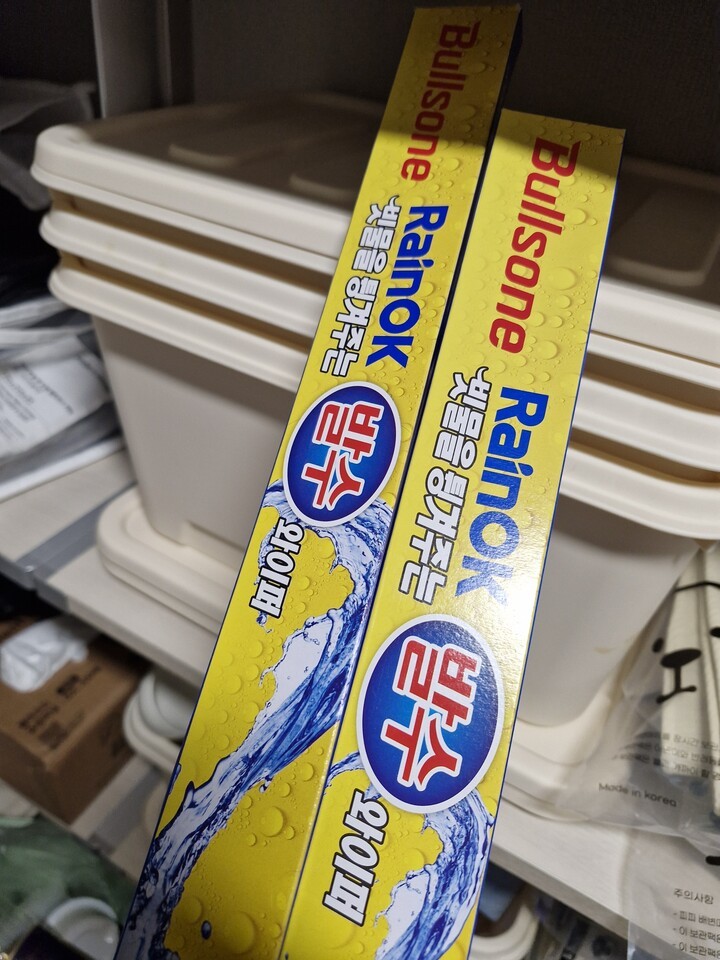 Bullsone
RainOK
빗물을 튕겨주는
발수
와이퍼
Bullsone
RainOK
빗물을 튕겨주는
발수
와이퍼
Made in korea
주의사항